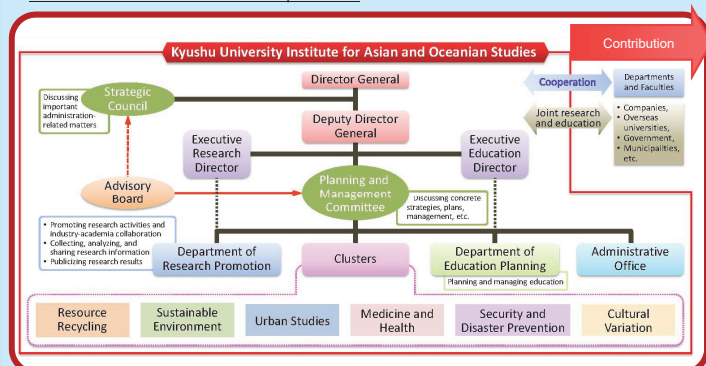 Kyushu University Institute for Asian and Oceanian Studies
Contribution
Director General
Strategic
Council
Discussing
important
administration-
related matters
Cooperation
Departments
and Faculties
Deputy Director
General
Joint research
and education
• Companies,
• Overseas
universities,
• Government,
• Municipalities,
etc.
Executive
Research
Director
Executive
Education
Director
Advisory
Board
Planning and
Management
Committee
Discussing concrete
strategies, plans,
management, etc.
• Promoting research activities and
industry-academia collaboration
• Collecting, analyzing, and
sharing research information
• Publicizing research results
Department of
Research Promotion
Clusters
Department of
Education Planning
Planning and managing education
Administrative
Office
Resource
Recycling
Sustainable
Environment
Urban Studies
Medicine and
Health
Security and
Disaster Prevention
Cultural
Variation